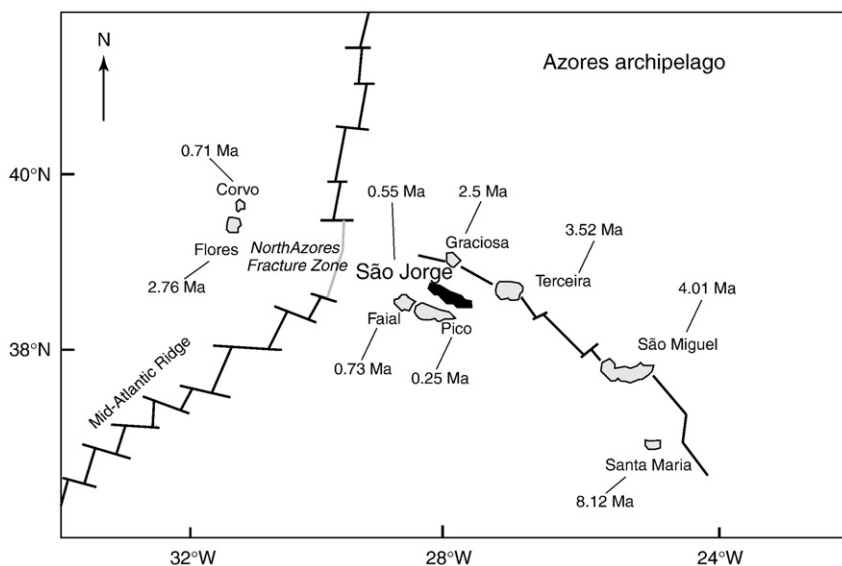 N
Azores archipelago
40°N
0.71 Ma
Corvo
Flores
2.76 Ma
NorthAzores
Fracture Zone
0.55 Ma
2.5 Ma
Graciosa
3.52 Ma
São Jorge
Terceira
4.01 Ma
São Miguel
Faial
Pico
0.73 Ma
0.25 Ma
38°N
Mid-Atlantic Ridge
Santa Maria
8.12 Ma
32°W
28°W
24°W